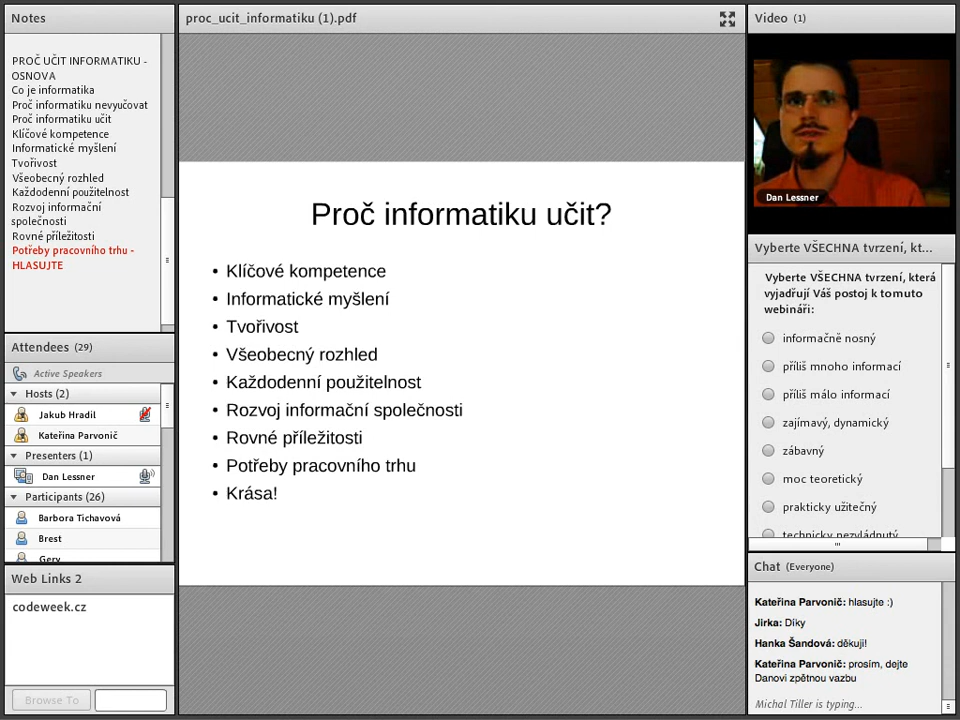 Notes
PROČ UČIT INFORMATIKU -
OSNOVA
Co je informatika
Proč informatiku nevyučovat
Proč informatiku učit
Klíčové kompetence
Informatické myšlení
Tvořivost
Všeobecný rozhled
Každodenní použitelnost
Rozvoj informační
společnosti
Rovné příležitosti
Potřeby pracovního trhu -
HLASUJTE
Attendees (29)
Active Speakers
Hosts (2)
Jakub Hradil
Kateřina Parvonič
Presenters (1)
Dan Lessner
Participants (26)
Barbora Tichavová
Brest
Gery
Web Links 2
codeweek.cz
Browse To
proc_ucit_informatiku (1).pdf
Proč informatiku učit?
• Klíčové kompetence
• Informatické myšlení
• Tvořivost
• Všeobecný rozhled
• Každodenní použitelnost
• Rozvoj informační společnosti
• Rovné příležitosti
• Potřeby pracovního trhu
• Krása!
Video (1)
Dan Lessner
Vyberte VŠECHNA tvrzení, kt...
Vyberte VŠECHNA tvrzení, která
vyjadřují Váš postoj k tomuto
webináři:
informačně nosný
příliš mnoho informací
příliš málo informací
zajímavý, dynamický
zábavný
moc teoretický
prakticky užitečný
technicky nezvládnutý
Chat (Everyone)
Kateřina Parvonič: hlasujte :)
Jirka: Díky
Hanka Šandová: děkuji!
Kateřina Parvonič: prosím, dejte
Danovi zpětnou vazbu
Michal Tiller is typing...